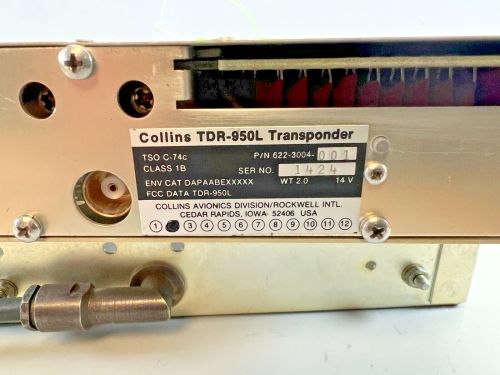 Collins TDR-950L Transponder
TSO C-74c P/N 622-3004-001
CLASS 1B SER NO. 1424
ENV CAT DAPAABEXXXXX WT 2.0 14 V
FCC DATA TDR-950L
COLLINS AVIONICS DIVISION/ROCKWELL INTL.
CEDAR RAPIDS, IOWA 52406 USA
1 3 4 5 6 7 8 9 10 11 12